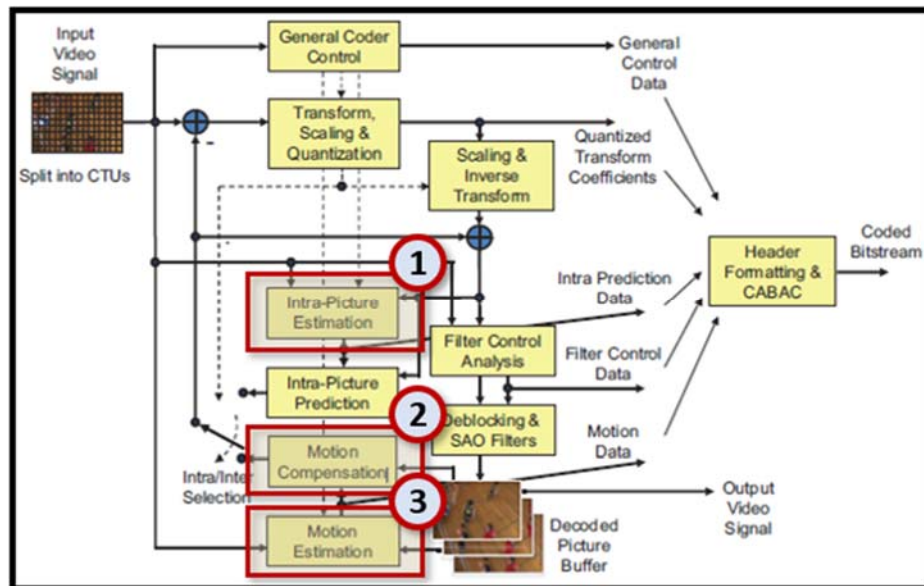 Input
Video
Signal
Split into CTUs
General Coder
Control
General
Control
Data
Transform,
Scaling &
Quantization
-
Quantized
Transform
Coefficients
Scaling &
Inverse
Transform
Coded
Bitstream
Header
Formatting &
CABAC
1
Intra-Picture
Estimation
Intra Prediction
Data
Filter Control
Analysis
Filter Control
Data
Intra-Picture
Prediction
2
Deblocking &
SAO Filters
Motion
Compensation
Motion
Data
Intra/Inter
Selection
3
Motion
Estimation
Output
Video
Signal
Decoded
Picture
Buffer